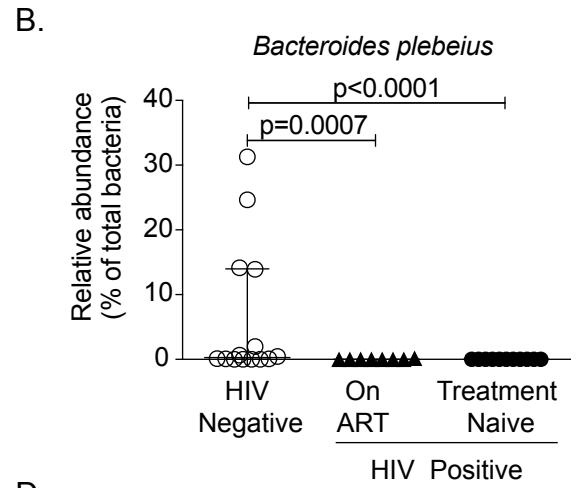 B.
Bacteroides plebeius
p<0.0001
p=0.0007
Relative abundance
(% of total bacteria)
40
30
20
10
0
HIV
Negative
On
ART
Treatment
Naive
HIV Positive